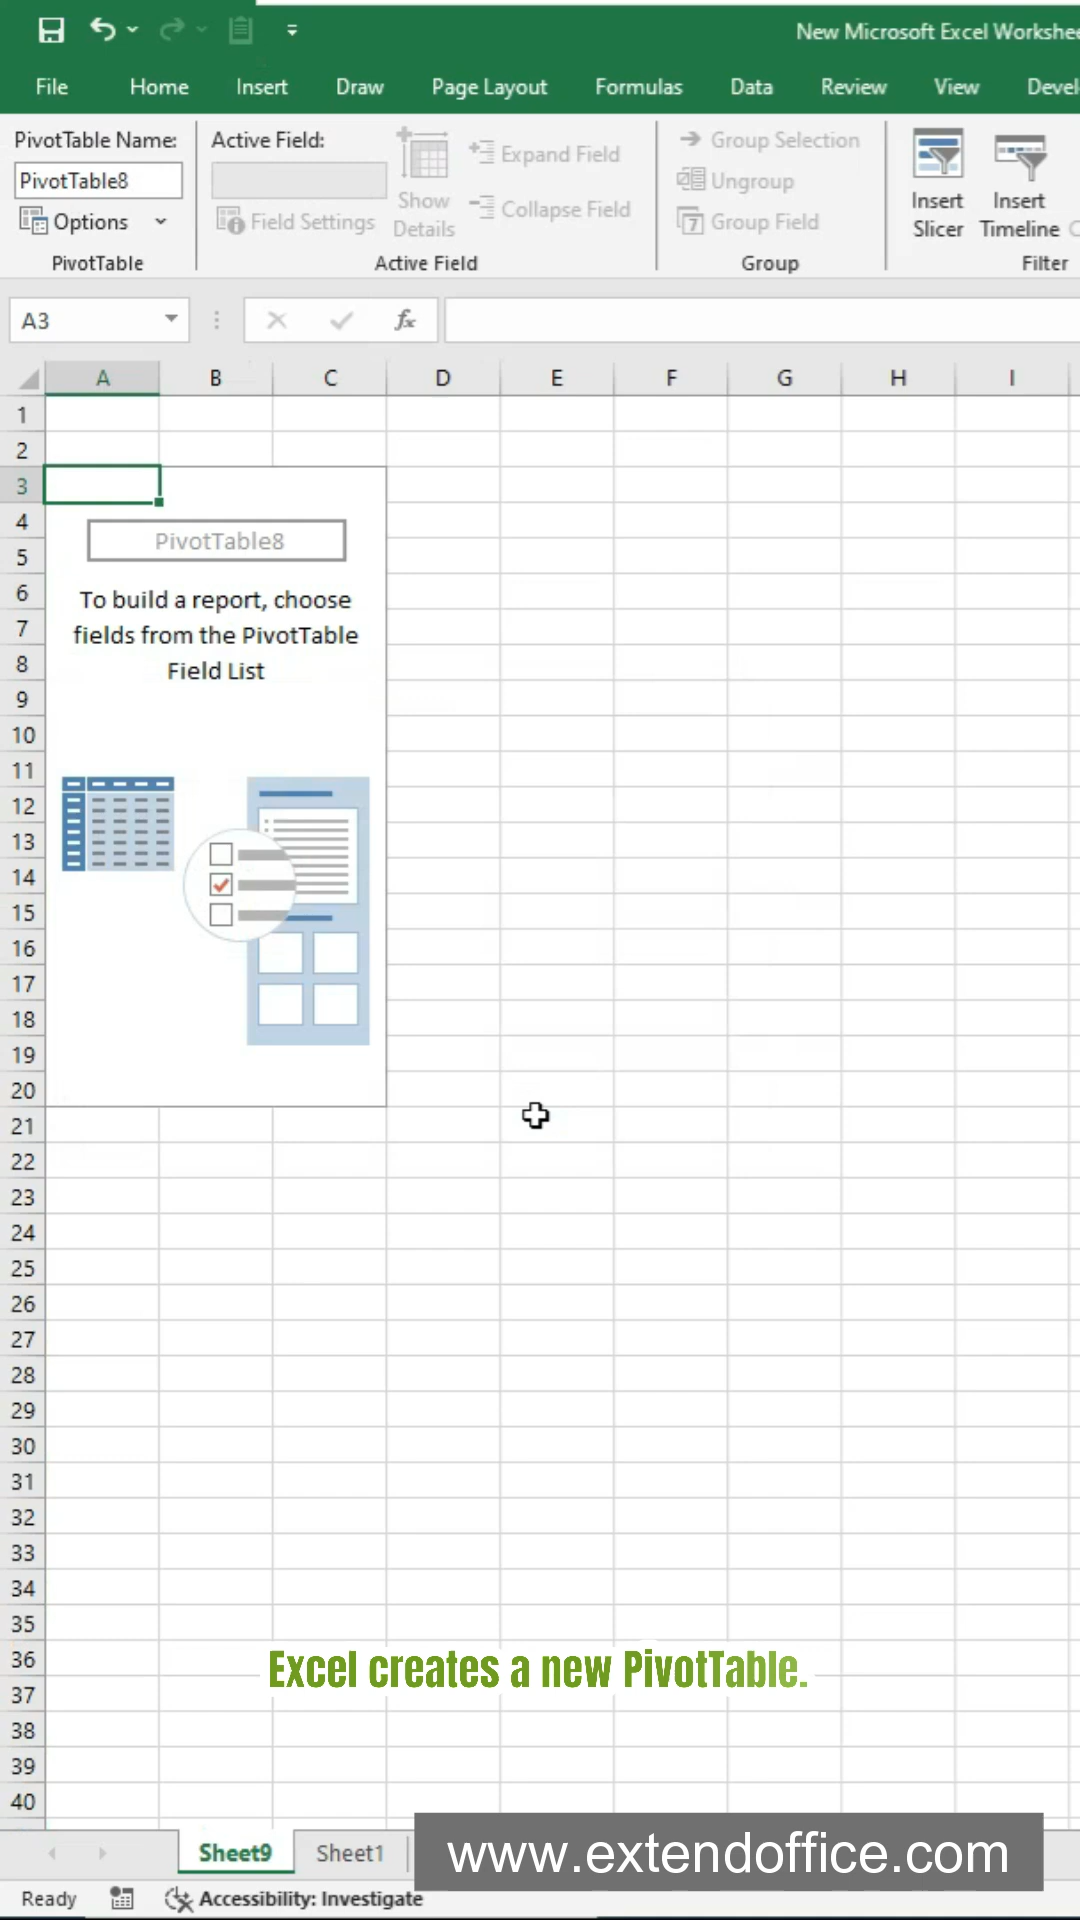 New Microsoft Excel Workshee
File Home Insert Draw Page Layout Formulas Data Review View Devel
PivotTable Name:
PivotTable8
Options
PivotTable
Active Field:
Field Settings
Show
Details
Expand Field
Collapse Field
Active Field
Group Selection
Ungroup
7 Group Field
Group
Insert
Slicer
Insert
Timeline
Filter
A3
fx
A B C D E F G H I
1
2
3
4
PivotTable8
5
6
To build a report, choose
7
fields from the PivotTable
8
Field List
9
10
11
12
13
14
15
16
17
18
19
20
21
22
23
24
25
26
27
28
29
30
31
32
33
34
35
36
Excel creates a new PivotTable.
37
38
39
40
Sheet9 Sheet1
www.extendoffice.com
Ready Accessibility: Investigate